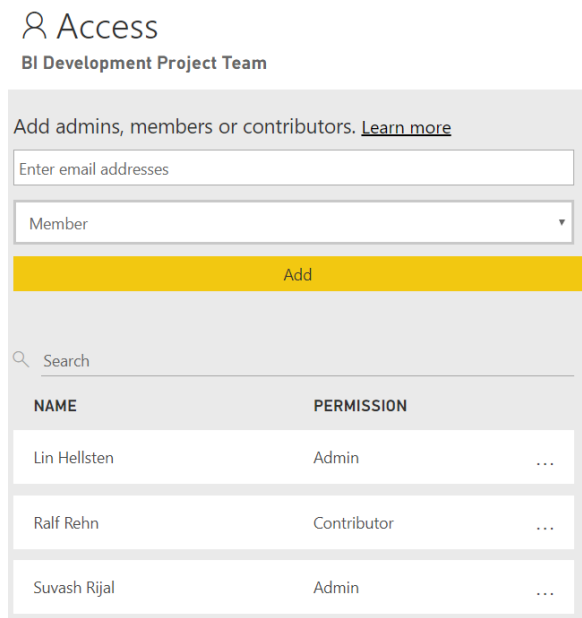 Access
BI Development Project Team
Add admins, members or contributors. Learn more
Enter email addresses
Member
Add
Search
NAME PERMISSION
Lin Hellsten Admin ...
Ralf Rehn Contributor ...
Suvash Rijal Admin ...